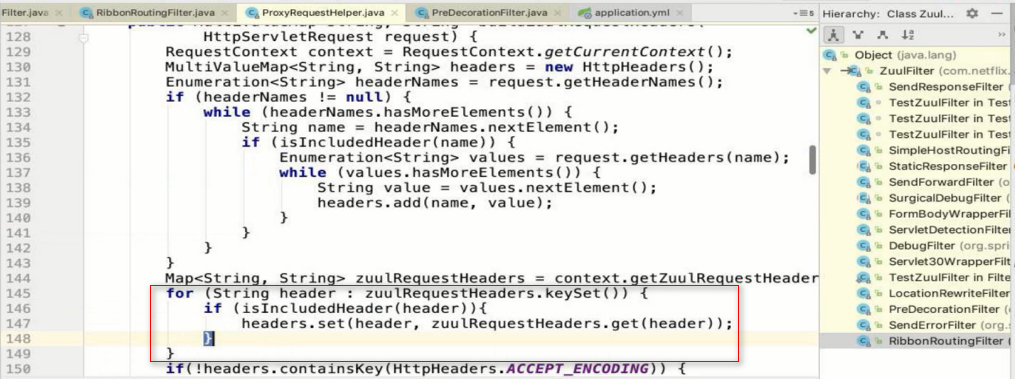 Filter.java RibbonRoutingFilter.java ProxyRequestHelper.java PreDecorationFilter.java application.yml
128 HttpServletRequest request) {
129 RequestContext context = RequestContext.getCurrentContext();
130 MultiValueMap<String, String> headers = new HttpHeaders();
131 Enumeration<String> headerNames = request.getHeaderNames();
132 if (headerNames != null) {
133 while (headerNames.hasMoreElements()) {
134 String name = headerNames.nextElement();
135 if (isIncludedHeader(name)) {
136 Enumeration<String> values = request.getHeaders(name);
137 while (values.hasMoreElements()) {
138 String value = values.nextElement();
139 headers.add(name, value);
140 }
141 }
142 }
143 }
144 Map<String, String> zuulRequestHeaders = context.getZuulRequestHeader
145 for (String header : zuulRequestHeaders.keySet()) {
146 if (isIncludedHeader(header)){
147 headers.set(header, zuulRequestHeaders.get(header));
148 }
149 }
150 if(!headers.containsKey(HttpHeaders.ACCEPT_ENCODING)) {
Hierarchy: Class Zuul...
Object (java.lang)
ZuulFilter (com.netflix.
SendResponseFilter (
TestZuulFilter in Test
TestZuulFilter in Test
TestZuulFilter in Test
SimpleHostRoutingFi
StaticResponseFilter
SendForwardFilter (o
SurgicalDebugFilter (
FormBodyWrapperFil
ServletDetectionFilter
DebugFilter (org.spri
Servlet30WrapperFilt
TestZuulFilter in Filte
LocationRewriteFilter
PreDecorationFilter (
SendErrorFilter (org.s
RibbonRoutingFilter (